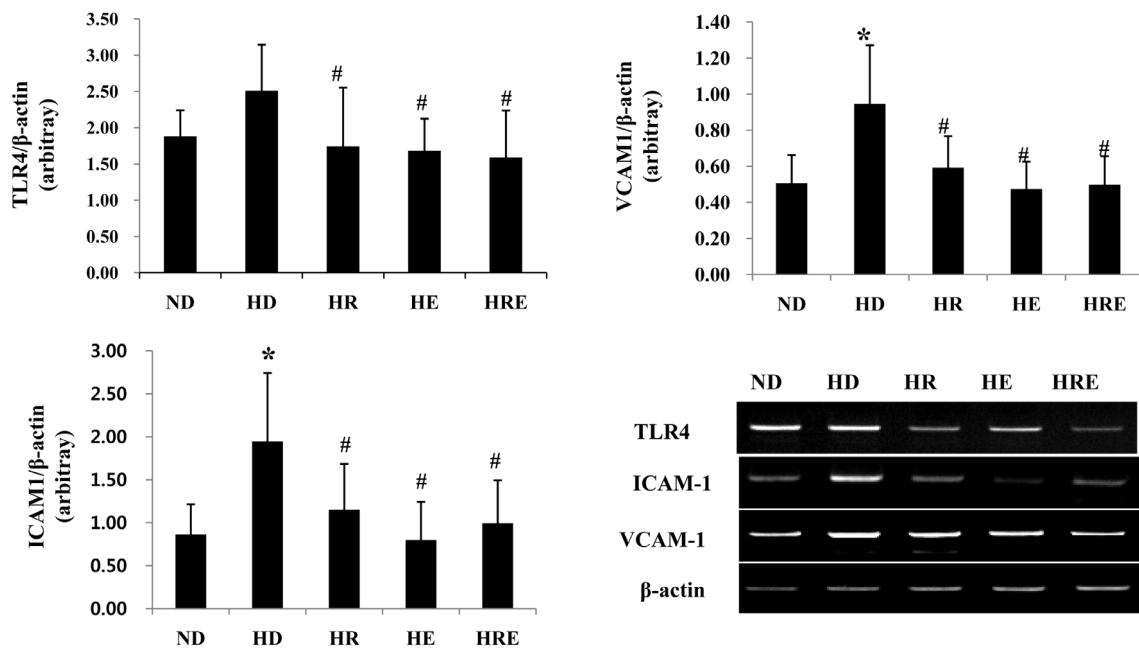 3.50
3.00
2.50
2.00
1.50
1.00
0.50
0.00
TLR4/β-actin
(arbitray)
# # #
ND HD HR HE HRE
1.40
1.20
1.00
0.80
0.60
0.40
0.20
0.00
VCAM1/β-actin
(arbitray)
* # # #
ND HD HR HE HRE
3.00
2.50
2.00
1.50
1.00
0.50
0.00
ICAM1/β-actin
(arbitray)
* # # #
ND HD HR HE HRE
ND HD HR HE HRE
TLR4
ICAM-1
VCAM-1
β-actin